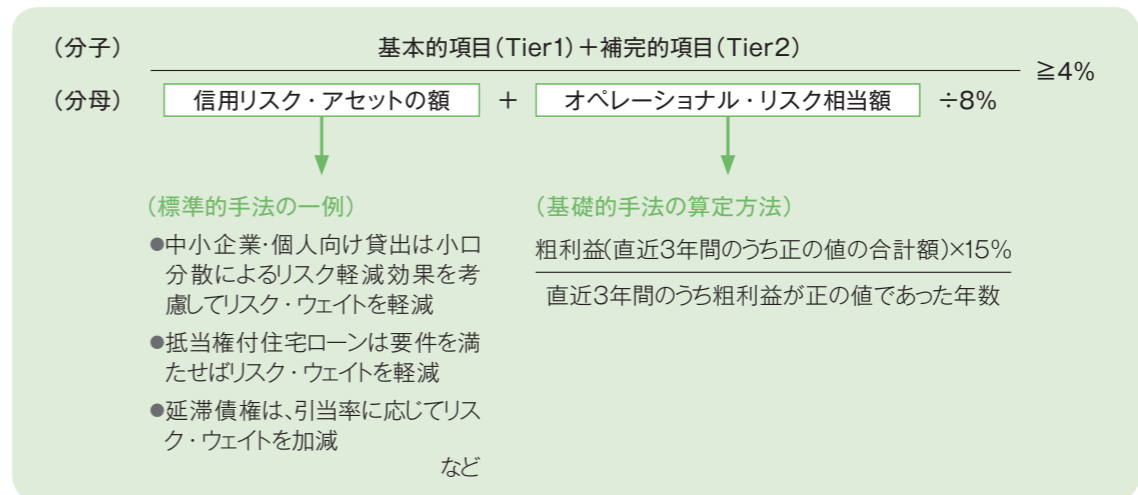 (分子) 基本的項目(Tier1)+補完的項目(Tier2)
≧4%
(分母) 信用リスク・アセットの額 + オペレーショナル・リスク相当額 ÷8%
(標準的手法の一例)
●中小企業・個人向け貸出は小口
分散によるリスク軽減効果を考
慮してリスク・ウェイトを軽減
●抵当権付住宅ローンは要件を満
たせばリスク・ウェイトを軽減
●延滞債権は、引当率に応じてリス
ク・ウェイトを加減
など
(基礎的手法の算定方法)
粗利益(直近3年間のうち正の値の合計額)×15%
直近3年間のうち粗利益が正の値であった年数